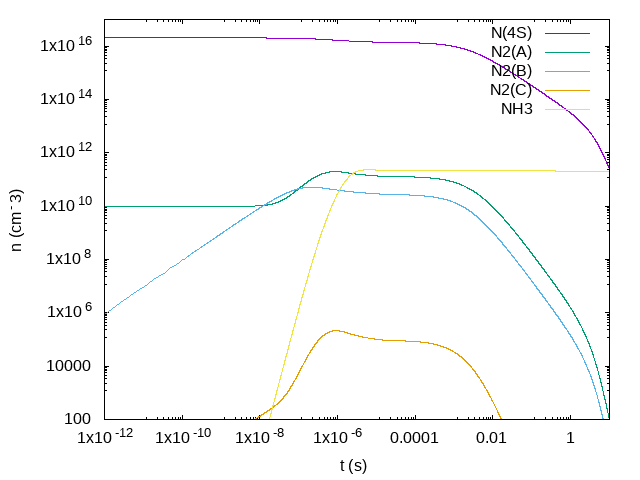 n (cm⁻3)
1x10 16
1x10 14
1x10 12
1x10 10
1x10 8
1x10 6
10000
100
N(4S)
N2(A)
N2(B)
N2(C)
NH3
1x10 -12 1x10 -10 1x10 -8 1x10 -6 0.0001 0.01 1
t (s)